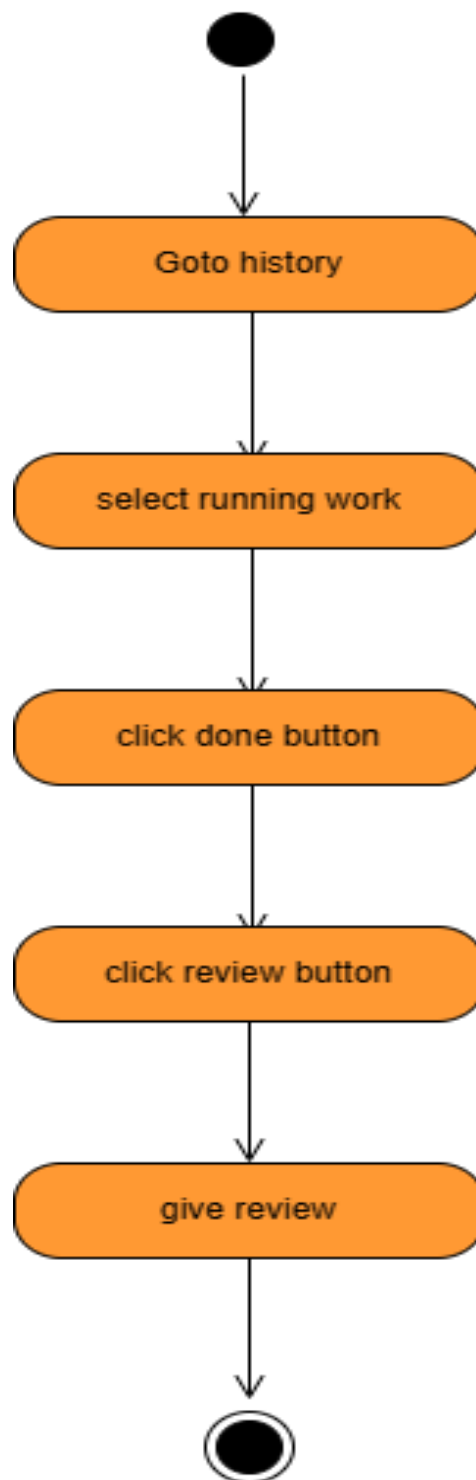 Goto history
select running work
click done button
click review button
give review